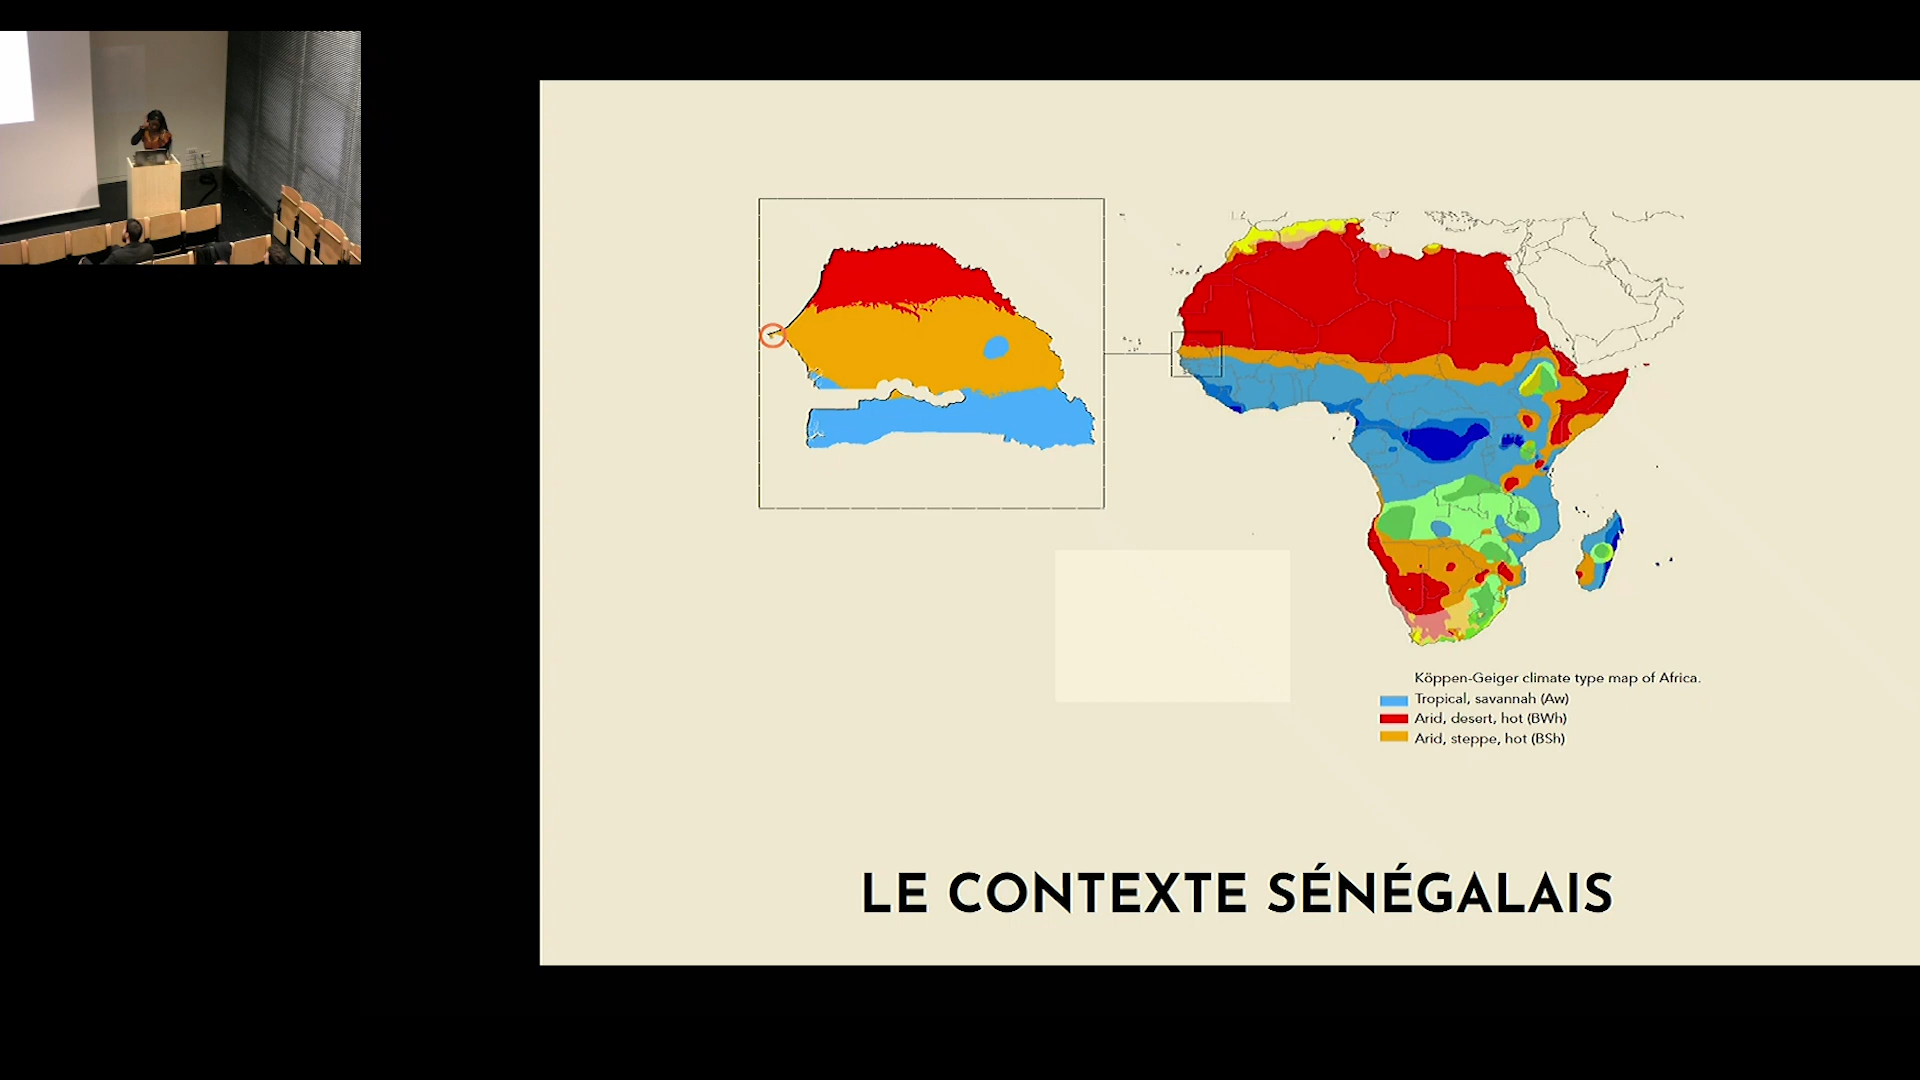 Köppen-Geiger climate type map of Africa.
Tropical, savannah (Aw)
Arid, desert, hot (BWh)
Arid, steppe, hot (BSh)
LE CONTEXTE SÉNÉGALAIS